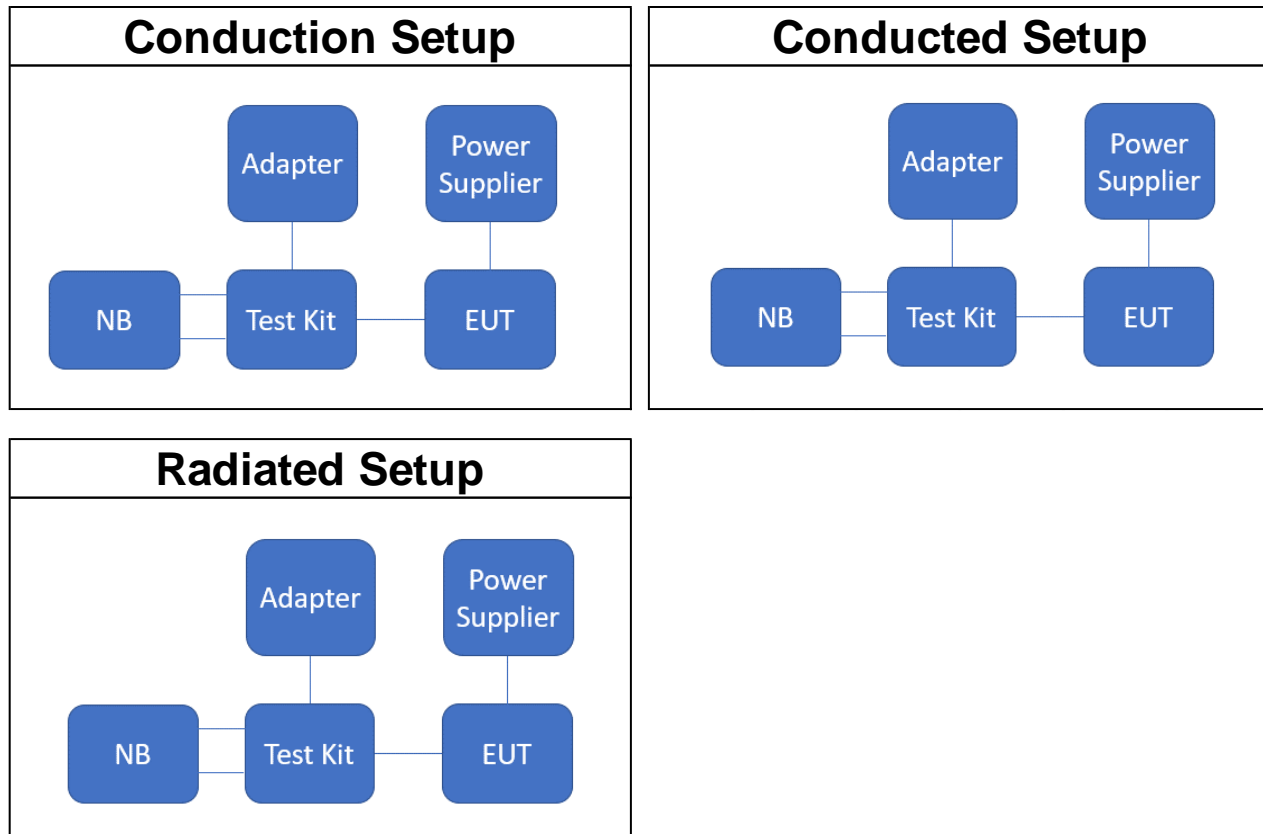 Conduction Setup
Adapter
Power
Supplier
NB
Test Kit
EUT
Conducted Setup
Adapter
Power
Supplier
NB
Test Kit
EUT
Radiated Setup
Adapter
Power
Supplier
NB
Test Kit
EUT